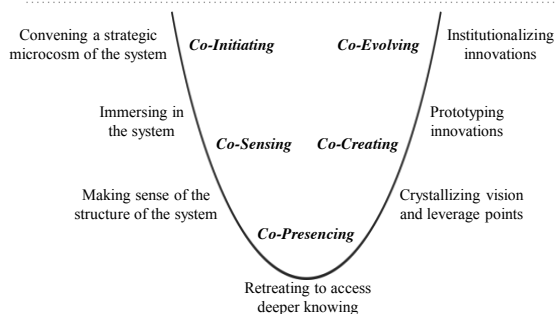 Convening a strategic
microcosm of the system
Co-Initiating
Co-Evolving
Institutionalizing
innovations
Immersing in
the system
Co-Sensing
Co-Creating
Prototyping
innovations
Making sense of the
structure of the system
Co-Presencing
Crystallizing vision
and leverage points
Retreating to access
deeper knowing